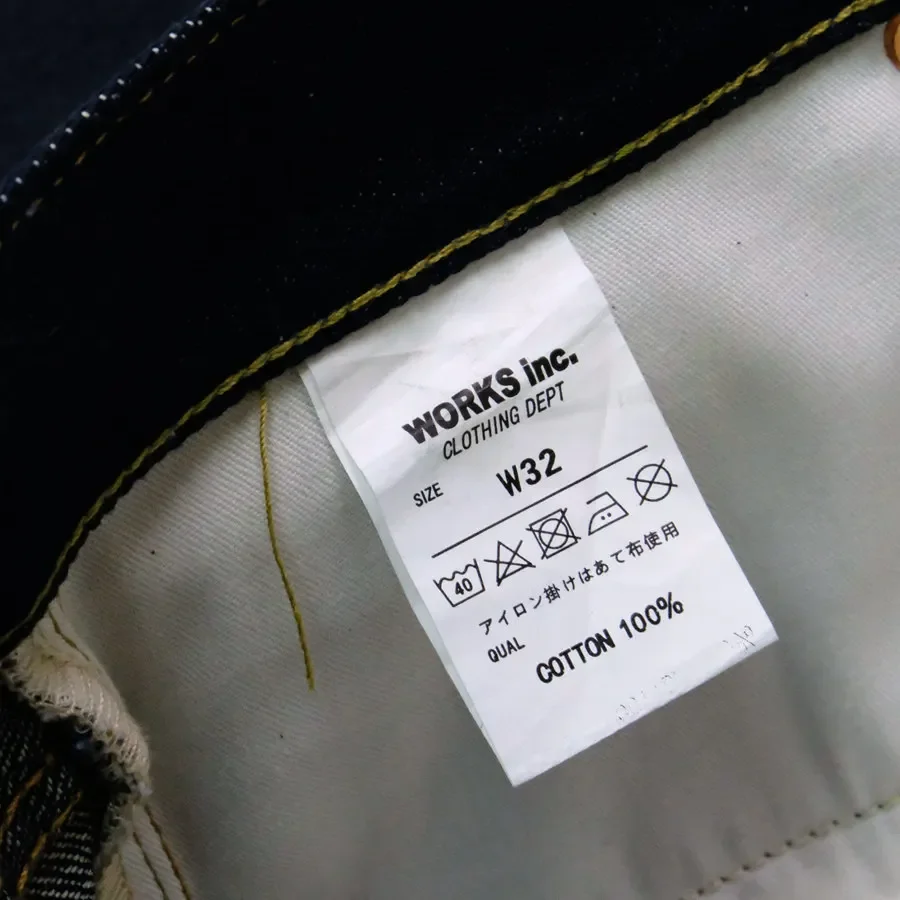 WORKS inc.
CLOTHING DEPT
SIZE W32
40
アイロン掛けはあて布使用
QUAL COTTON 100%